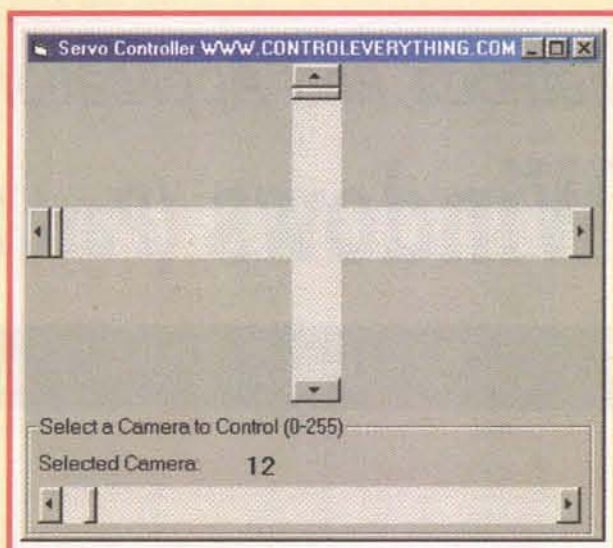 Servo Controller WWW.CONTROLEVERYTHING.COM
Select a Camera to Control (0-255)
Selected Camera: 12